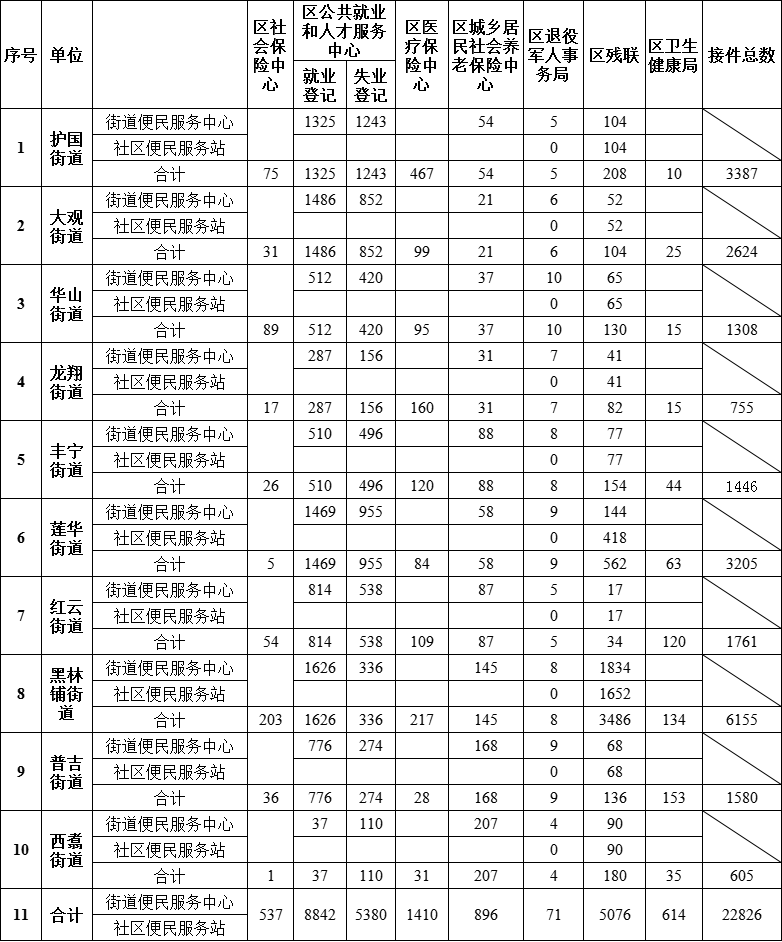 序号 单位 区社会保险中心 区公共就业和人才服务中心 区医疗保险中心 区城乡居民社会养老保险中心 区退役军人事务局 区残联 区卫生健康局 接件总数
就业登记 失业登记
1 护国街道 街道便民服务中心 1325 1243 54 5 104
社区便民服务站 0 104
合计 75 1325 1243 467 54 5 208 10 3387
2 大观街道 街道便民服务中心 1486 852 21 6 52
社区便民服务站 0 52
合计 31 1486 852 99 21 6 104 25 2624
3 华山街道 街道便民服务中心 512 420 37 10 65
社区便民服务站 0 65
合计 89 512 420 95 37 10 130 15 1308
4 龙翔街道 街道便民服务中心 287 156 31 7 41
社区便民服务站 0 41
合计 17 287 156 160 31 7 82 15 755
5 丰宁街道 街道便民服务中心 510 496 88 8 77
社区便民服务站 0 77
合计 26 510 496 120 88 8 154 44 1446
6 莲华街道 街道便民服务中心 1469 955 58 9 144
社区便民服务站 0 418
合计 5 1469 955 84 58 9 562 63 3205
7 红云街道 街道便民服务中心 814 538 87 5 17
社区便民服务站 0 17
合计 54 814 538 109 87 5 34 120 1761
8 黑林铺街道 街道便民服务中心 1626 336 145 8 1834
社区便民服务站 0 1652
合计 203 1626 336 217 145 8 3486 134 6155
9 普吉街道 街道便民服务中心 776 274 168 9 68
社区便民服务站 0 68
合计 36 776 274 28 168 9 136 153 1580
10 西翥街道 街道便民服务中心 37 110 207 4 90
社区便民服务站 0 90
合计 1 37 110 31 207 4 180 35 605
11 合计 街道便民服务中心 537 8842 5380 1410 896 71 5076 614 22826
社区便民服务站